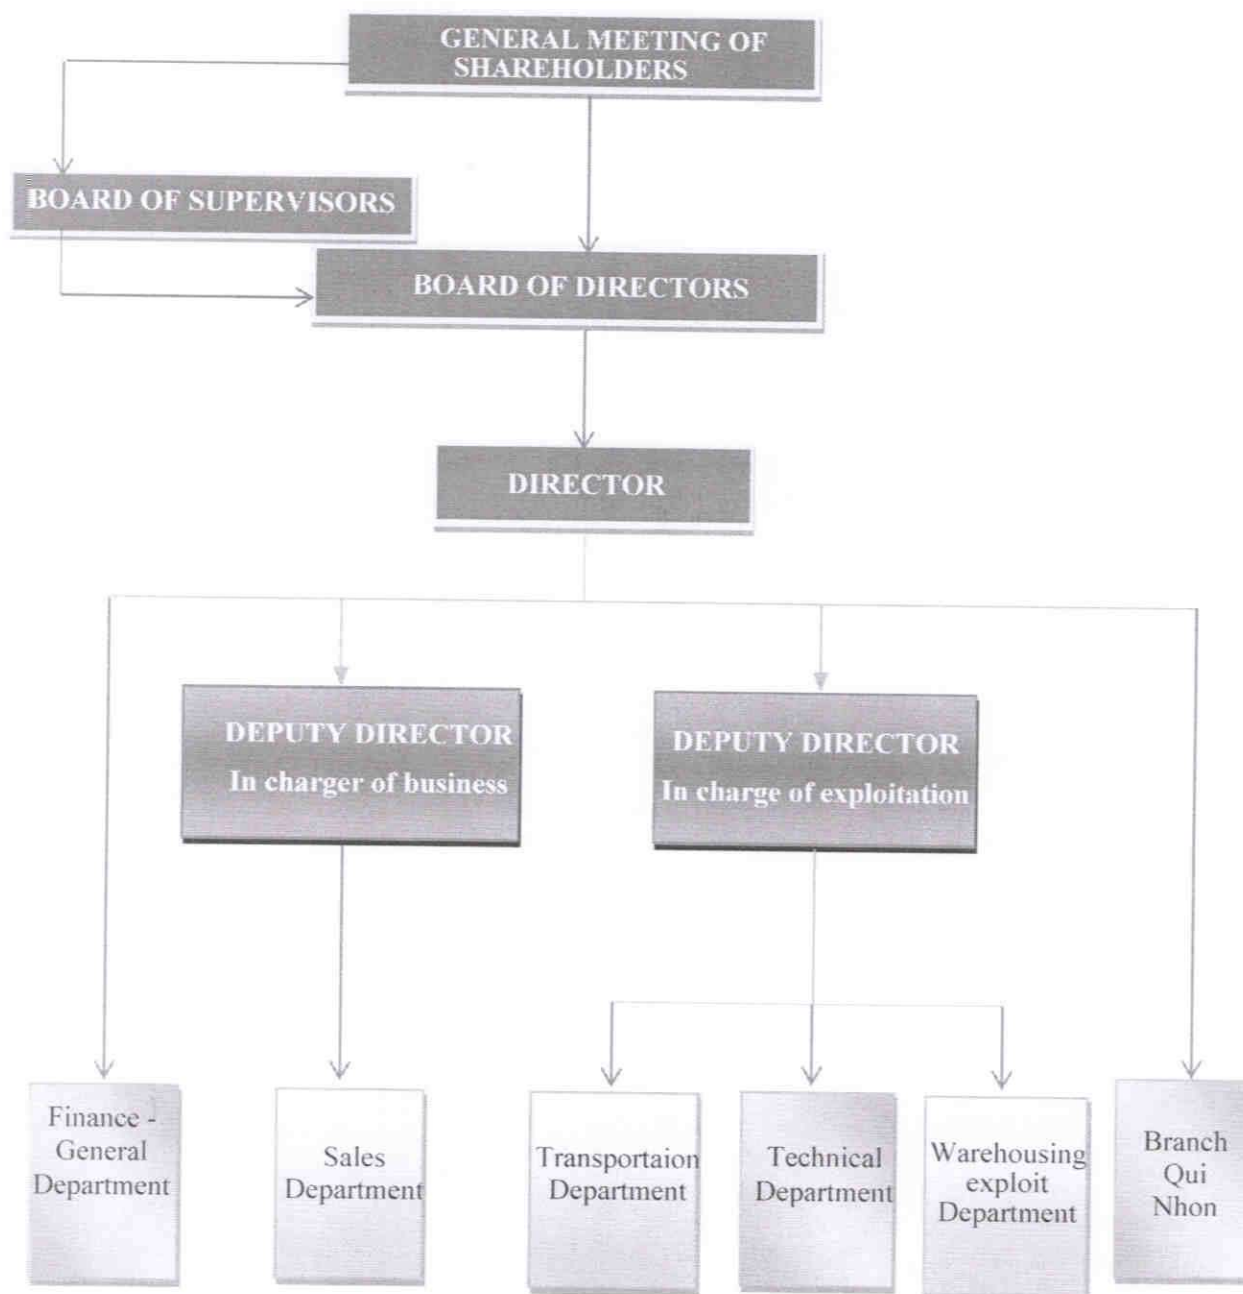 GENERAL MEETING OF
SHAREHOLDERS
BOARD OF SUPERVISORS
BOARD OF DIRECTORS
DIRECTOR
DEPUTY DIRECTOR
In charger of business
DEPUTY DIRECTOR
In charge of exploitation
Finance -
General
Department
Sales
Department
Transportaion
Department
Technical
Department
Warehousing
exploit
Department
Branch
Qui
Nhon